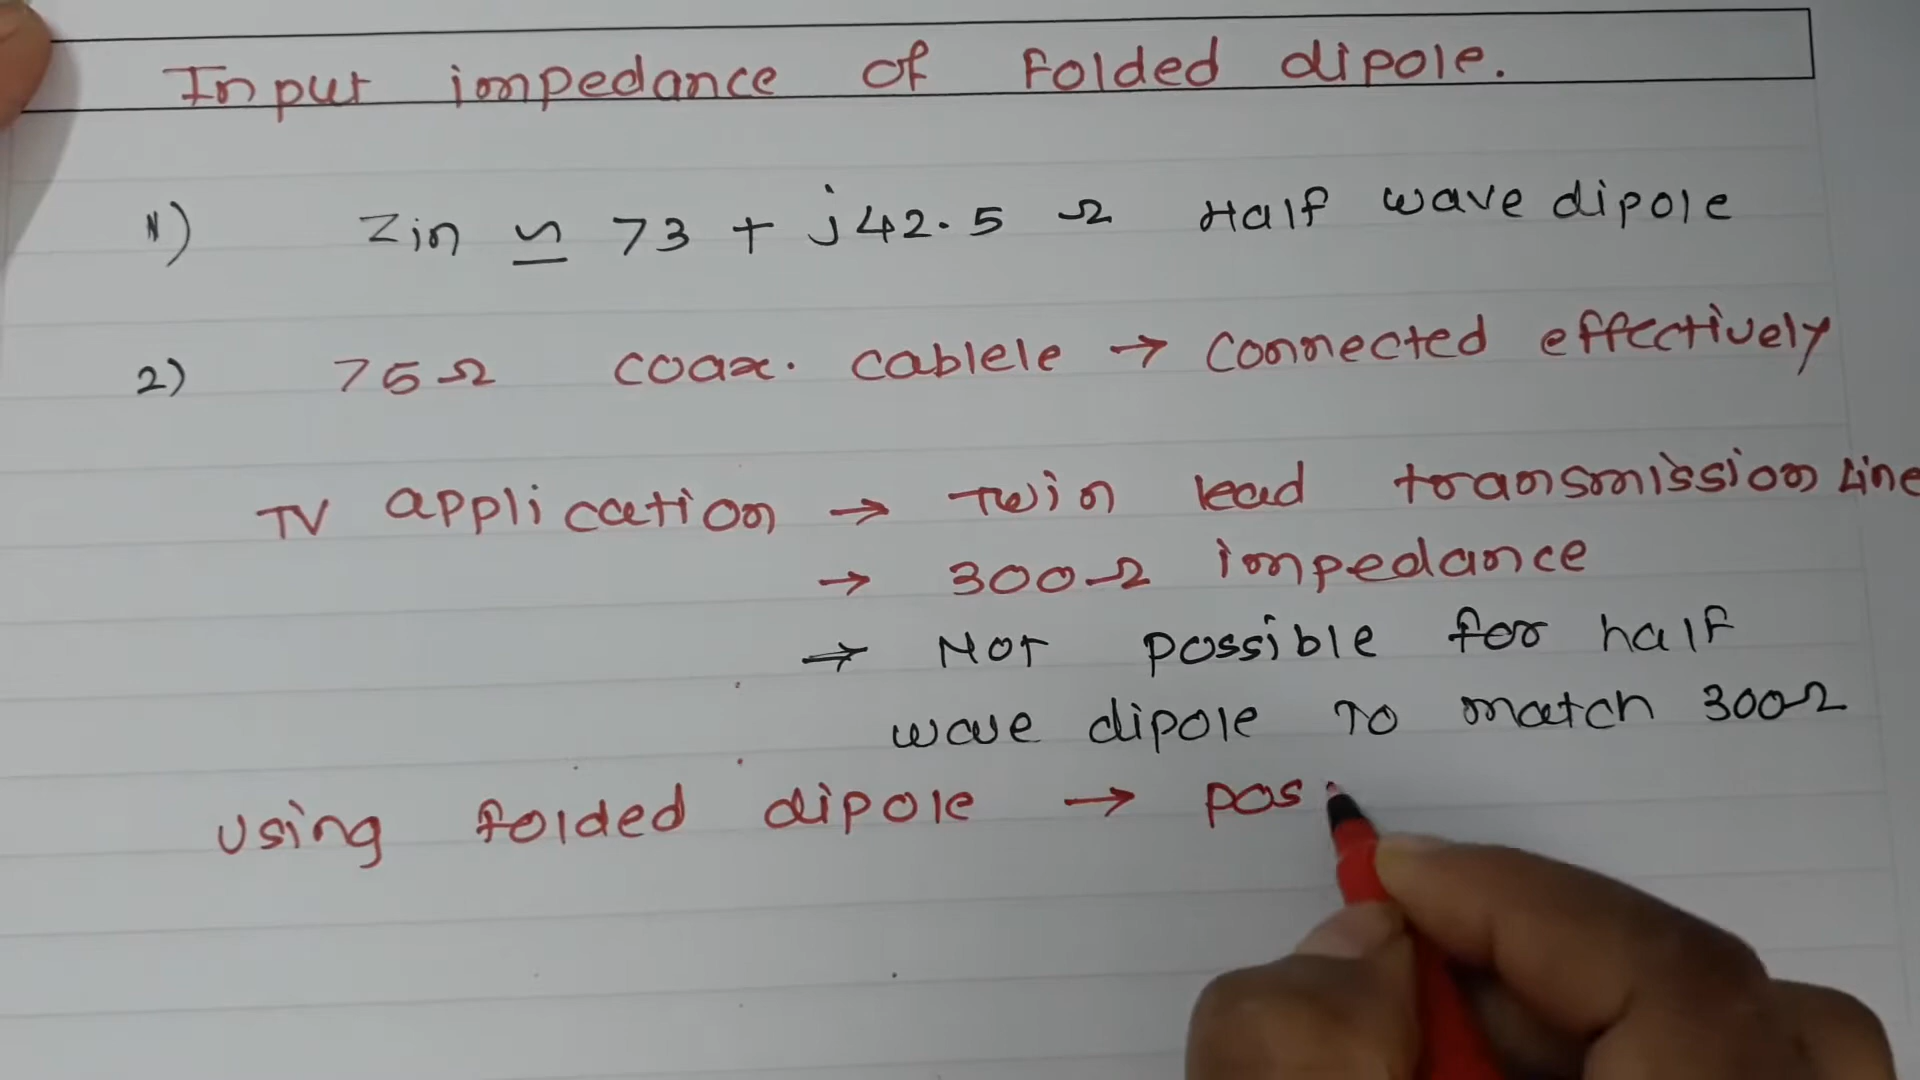 Input impedance of Folded dipole.
1) Zin ≃ 73 + j42.5 Ω Half wave dipole
2) 75Ω coax. cablele → connected effectively
TV application → Twin lead transmission Line
→ 300Ω impedance
→ Not possible for half
wave dipole To match 300Ω
Using folded dipole → pos